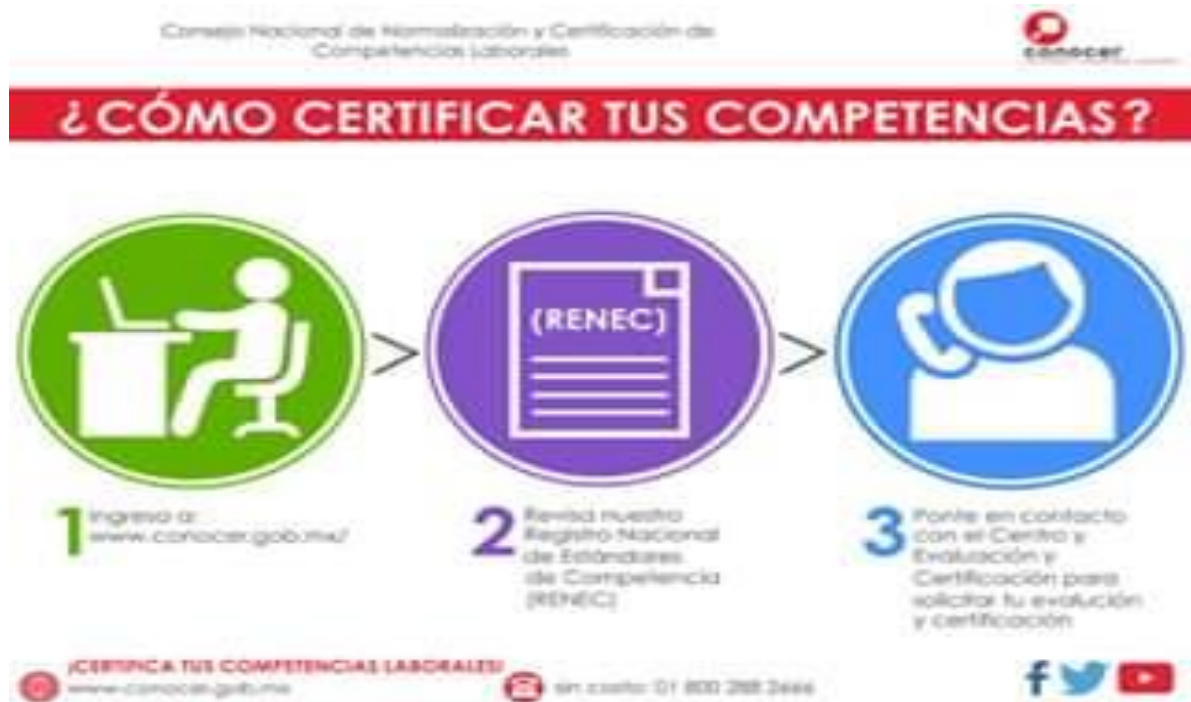 Consejo Nacional de Normalización y Certificación de
Competencias Laborales
conocer
¿CÓMO CERTIFICAR TUS COMPETENCIAS?
(RENEC)
1 Ingresa a:
www.conocer.gob.mx/
2 Revisa nuestro
Registro Nacional
de Estándares
de Competencia
(RENEC)
3 Ponte en contacto
con el Centro y
Evaluación y
Certificación para
solicitar tu evalución
y certificación
¡CERTIFICA TUS COMPETENCIAS LABORALES!
www.conocer.gob.mx
sin costo: 01 800 288 2666